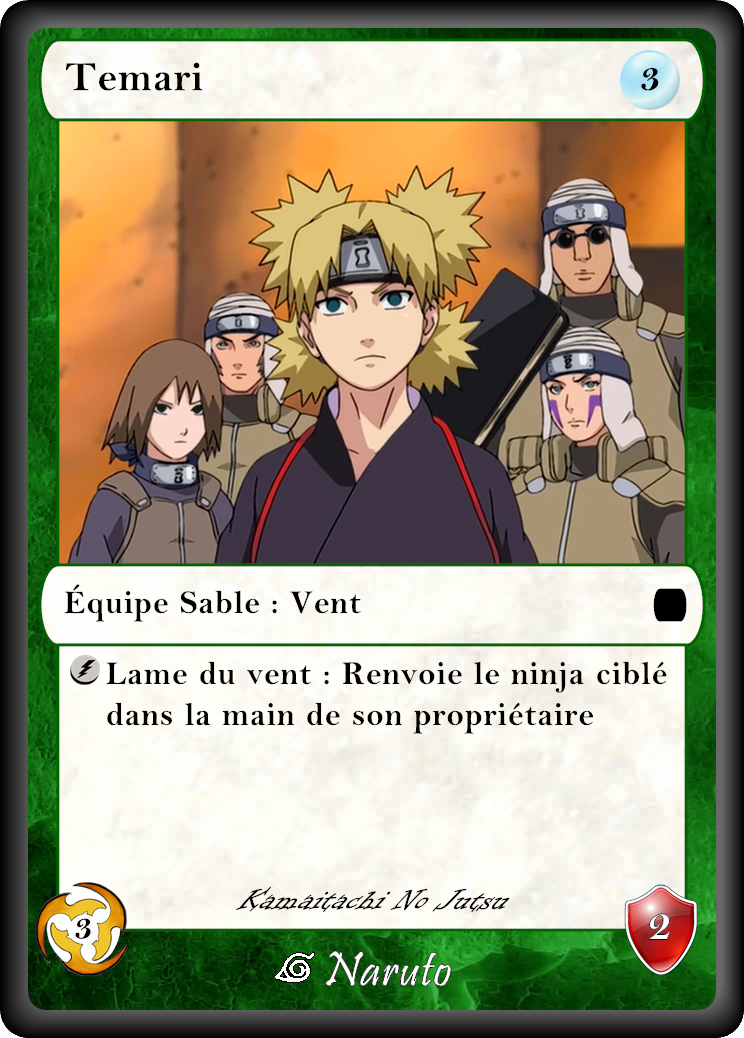 Temari
3
Équipe Sable : Vent
Lame du vent : Renvoie le ninja ciblé
dans la main de son propriétaire
Kamaitachi No Jutsu
3
2
Naruto